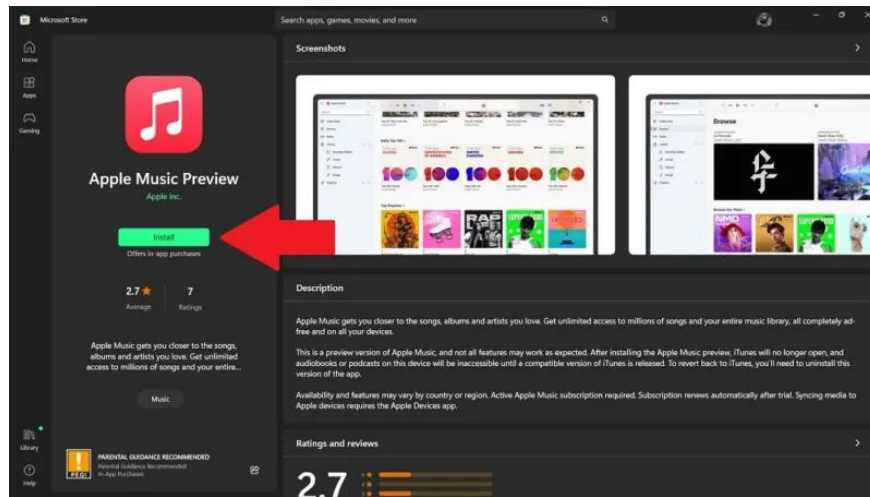 Microsoft Store
Search apps, games, movies, and more
Home
Apps
Gaming
Library
Help
Apple Music Preview
Apple Inc.
Install
Offers in-app purchases
2.7 ★
7
Average
Ratings
Apple Music gets you closer to the songs,
albums and artists you love. Get unlimited
access to millions of songs and your entire...
Music
PEGI
PARENTAL GUIDANCE RECOMMENDED
Parental Guidance Recommended
In-App Purchases
Screenshots
Browse
NMD
RAP
Description
Apple Music gets you closer to the songs, albums and artists you love. Get unlimited access to millions of songs and your entire music library, all completely ad-
free and on all your devices.
This is a preview version of Apple Music, and not all features may work as expected. After installing the Apple Music preview, iTunes will no longer open, and
audiobooks or podcasts on this device will be inaccessible until a compatible version of iTunes is released. To revert back to iTunes, you'll need to uninstall this
version of the app.
Availability and features may vary by country or region. Active Apple Music subscription required. Subscription renews automatically after trial. Syncing media to
Apple devices requires the Apple Devices app.
Ratings and reviews
2.7